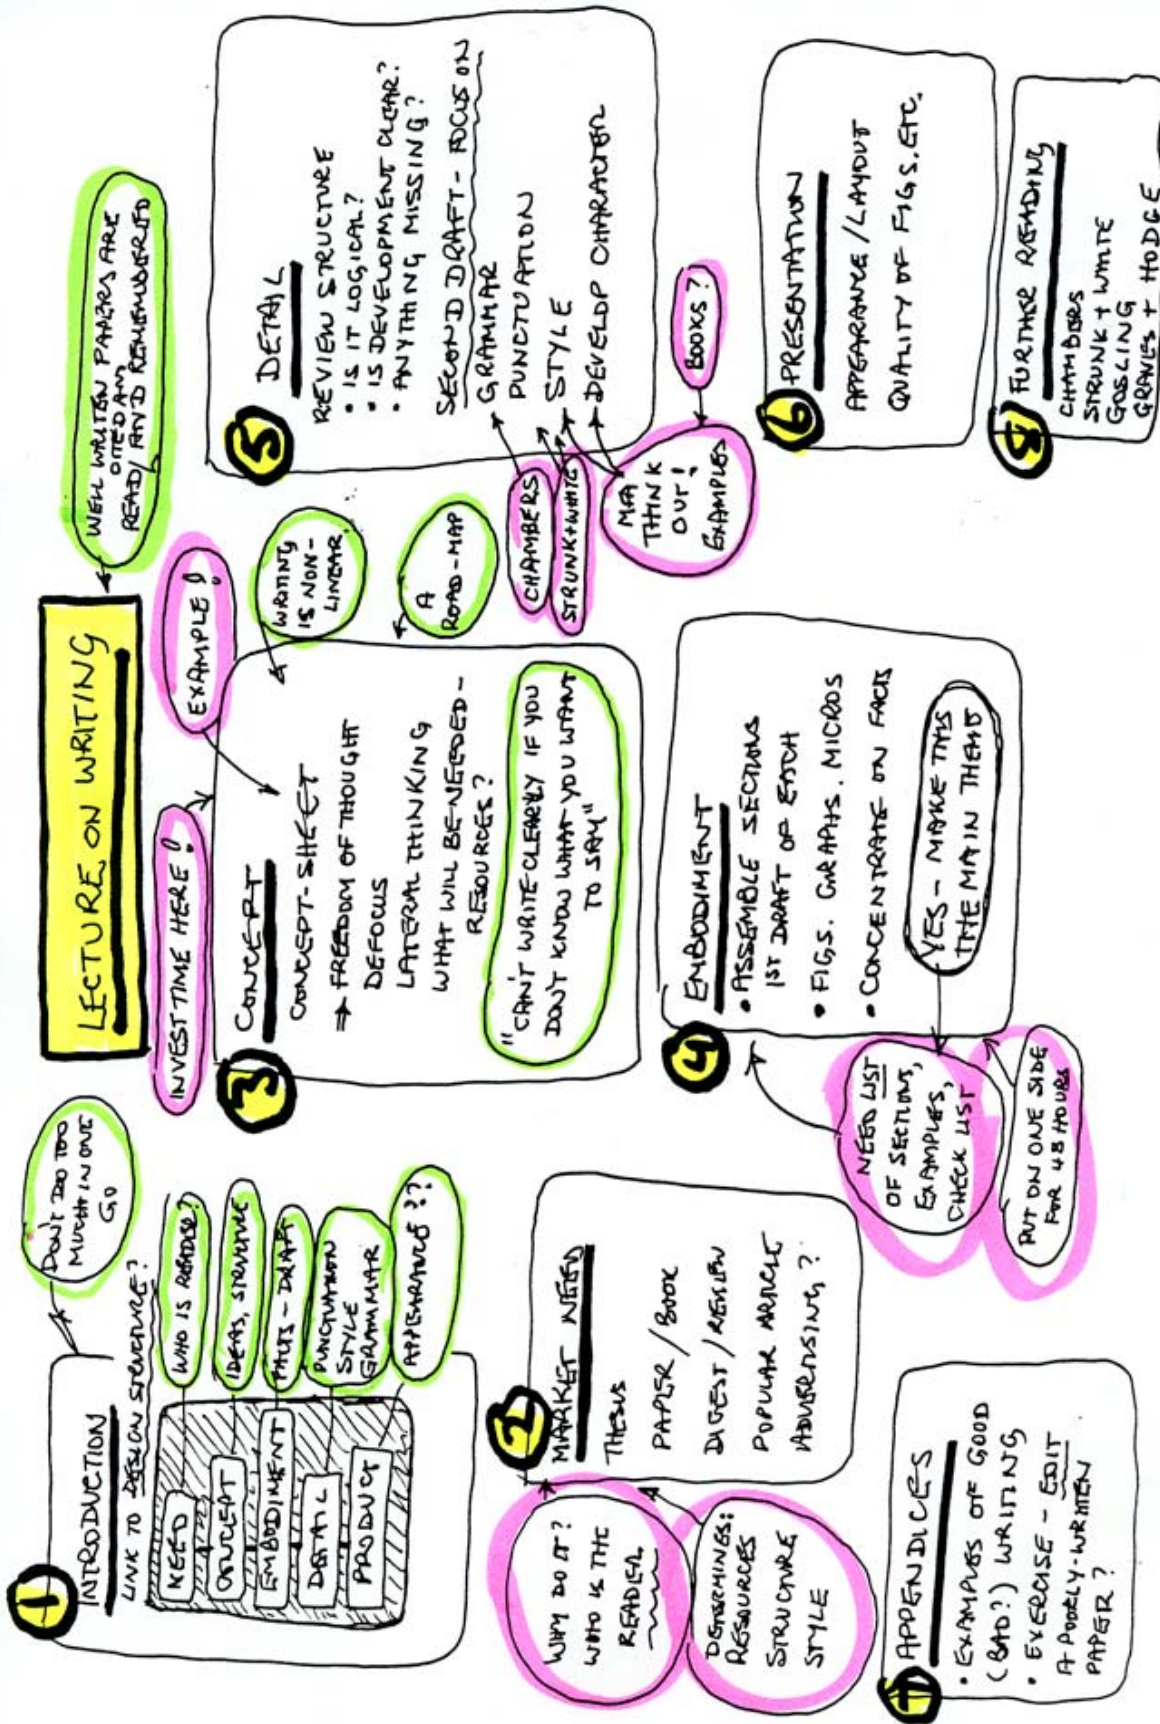 LECTURE ON WRITING
WELL WRITTEN PAPERS ARE
CITED AND
READ AND REMEMBERED
DON'T DO TOO
MUCH IN ONE
GO
1
INTRODUCTION
LINK TO DESIGN STRUCTURE?
NEED
CONCEPT
EMBODIMENT
DETAIL
PRODUCT
WHO IS READER?
IDEAS, STRUCTURE
FACTS - DRAFT
PUNCTUATION
STYLE
GRAMMAR
APPEARANCE??
2
MARKET NEED
THESIS
PAPER/BOOK
DIGEST/REVIEW
POPULAR ARTICLE
ADVERTISING?
WHY DO IT?
WHO IS THE
READER.
DETERMINES:
RESOURCES
STRUCTURE
STYLE
INVEST TIME HERE!
EXAMPLE!
3
CONCEPT
CONCEPT-SHEET
⇒ FREEDOM OF THOUGHT
DEFOCUS
LATERAL THINKING
WHAT WILL BE NEEDED -
RESOURCES?
"CAN'T WRITE CLEARLY IF YOU
DON'T KNOW WHAT YOU WANT
TO SAY"
WRITING
IS NON-
LINEAR
A
ROAD-MAP
4
EMBODIMENT
• ASSEMBLE SECTIONS
1ST DRAFT OF EACH
• FIGS. GRAPHS. MICROS
• CONCENTRATE ON FACTS
YES - MAKE THIS
THE MAIN THEME
NEED LIST
OF SECTIONS,
EXAMPLES,
CHECK LIST
PUT ON ONE SIDE
FOR 48 HOURS
5
DETAIL
REVIEW STRUCTURE
• IS IT LOGICAL?
• IS DEVELOPMENT CLEAR?
• ANYTHING MISSING?
SECOND DRAFT - FOCUS ON
GRAMMAR
PUNCTUATION
STYLE
DEVELOP CHARACTER
CHAMBERS
STRUNK+WHITE
MA
THINK
OUT!
EXAMPLES
BOOKS?
6
PRESENTATION
APPEARANCE/LAYOUT
QUALITY OF FIGS. ETC.
7
APPENDICES
• EXAMPLES OF GOOD
(BAD?) WRITING
• EXERCISE - EDIT
A POORLY-WRITTEN
PAPER?
8
FURTHER READING
CHAMBERS
STRUNK + WHITE
GOSLING
GRAVES + HODGE